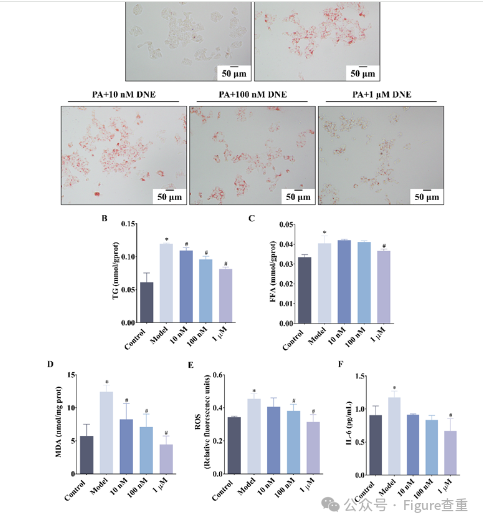 50 μm
50 μm
PA+10 nM DNE
PA+100 nM DNE
PA+1 μM DNE
50 μm
50 μm
50 μm
B
TG (mmol/gprot)
0.15
0.10
0.05
0.00
*
#
#
#
Control
Model
10 nM
100 nM
1 μM
C
FFA (mmol/gprot)
0.05
0.04
0.03
0.02
0.01
0.00
*
#
Control
Model
10 nM
100 nM
1 μM
D
MDA (nmol/mg prot)
15
10
5
0
*
#
#
#
Control
Model
10 nM
100 nM
1 μM
E
ROS
(Relative fluorescence units)
0.6
0.4
0.2
0.0
*
#
#
Control
Model
10 nM
100 nM
1 μM
F
IL-6 (pg/mL)
1.5
1.0
0.5
0.0
*
#
Control
Model
10 nM
100 nM
1 μM
公众号 · Figure查重